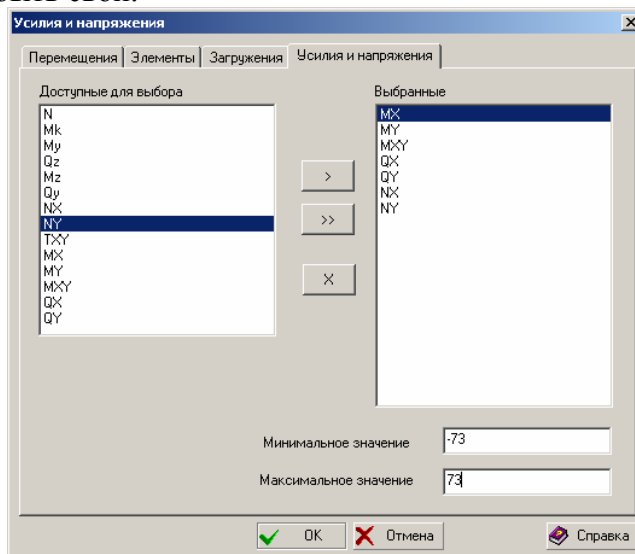 Усилия и напряжения
Перемещения Элементы Загружения Усилия и напряжения
Доступные для выбора
N
Mk
My
Qz
Mz
Qy
NX
NY
TXY
MX
MY
MXY
QX
QY
>
>>
X
Выбранные
MX
MY
MXY
QX
QY
NX
NY
Минимальное значение -73
Максимальное значение 73
OK Отмена Справка